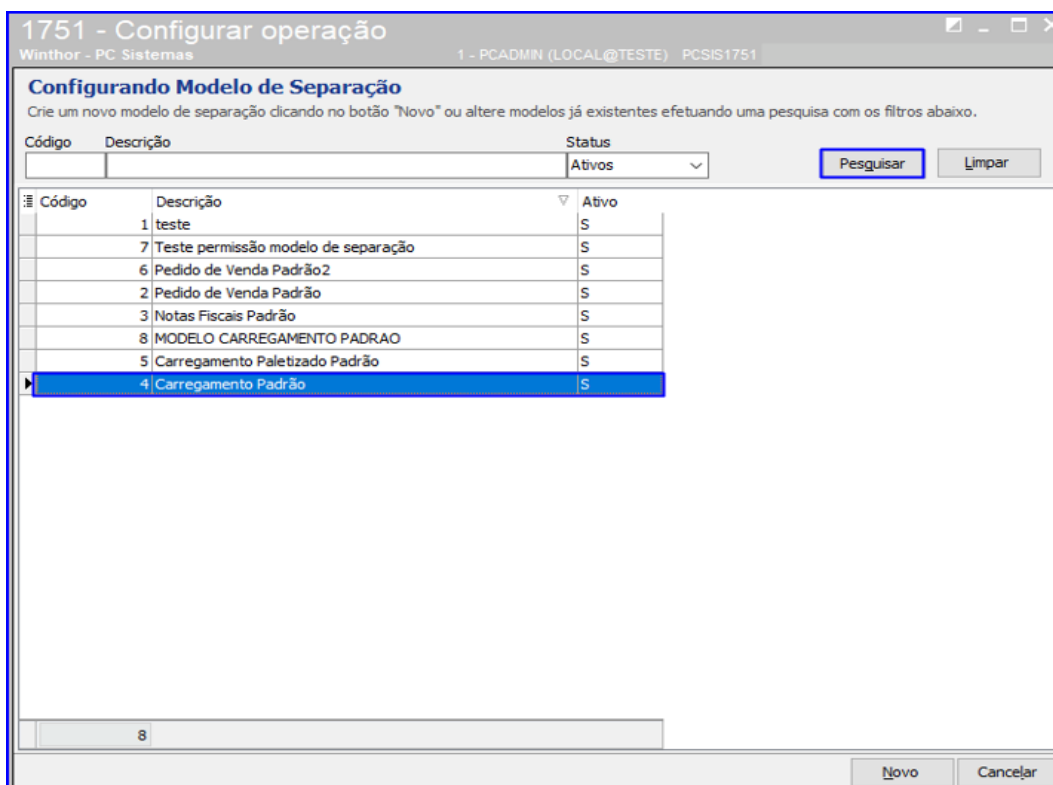 1751 - Configurar operação
Winthor - PC Sistemas 1 - PCADMIN (LOCAL@TESTE) PCSIS1751
Configurando Modelo de Separação
Crie um novo modelo de separação clicando no botão "Novo" ou altere modelos já existentes efetuando uma pesquisa com os filtros abaixo.
Código Descrição Status
Ativos Pesquisar Limpar
Código Descrição Ativo
1 teste S
7 Teste permissão modelo de separação S
6 Pedido de Venda Padrão2 S
2 Pedido de Venda Padrão S
3 Notas Fiscais Padrão S
8 MODELO CARREGAMENTO PADRAO S
5 Carregamento Paletizado Padrão S
4 Carregamento Padrão S
8
Novo Cancelar